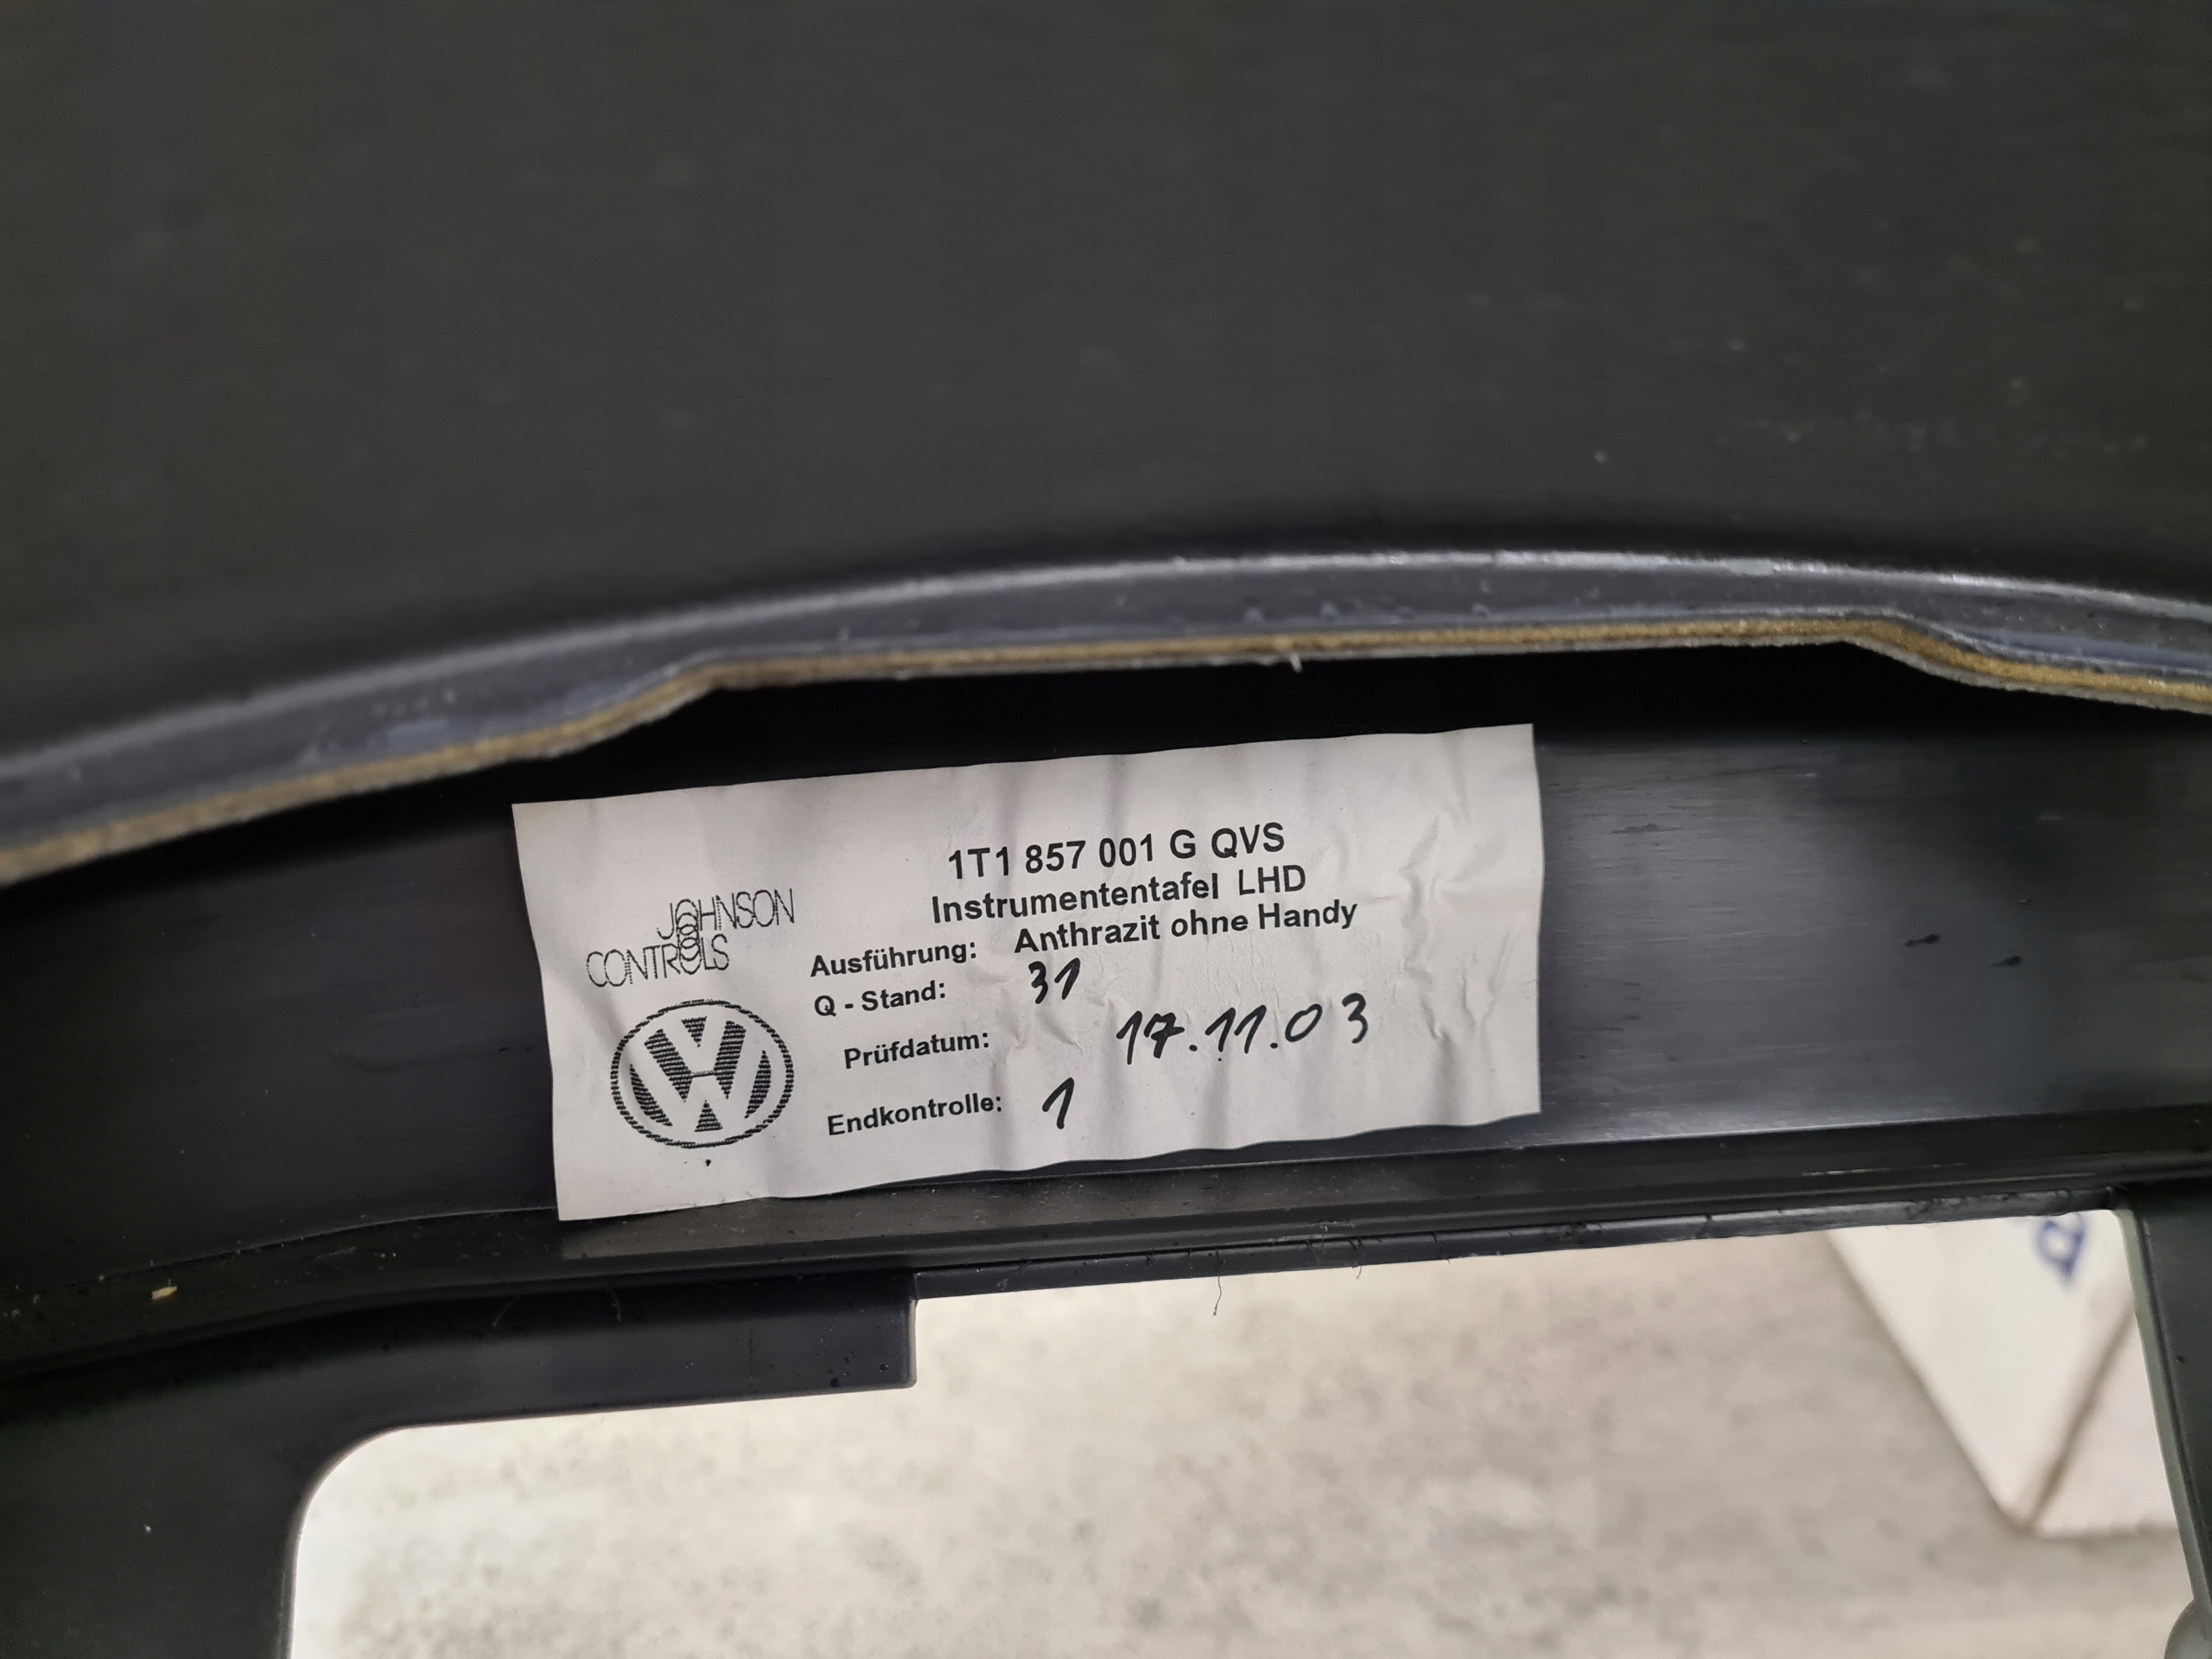 1T1 857 001 G QVS
Instrumententafel LHD
JOHNSON
CONTROLS
Ausführung: Anthrazit ohne Handy
Q - Stand: 31
Prüfdatum: 17.11.03
Endkontrolle: 1